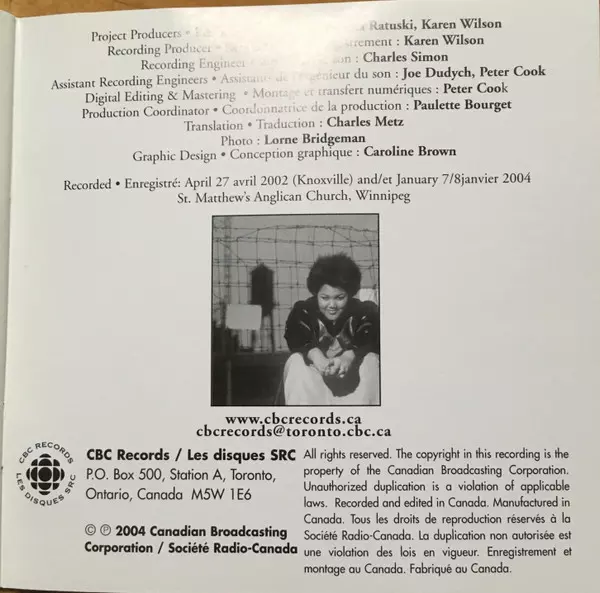 Project Producers • Ratuski, Karen Wilson
Recording Producer • : Karen Wilson
Recording Engineer son : Charles Simon
Assistant Recording Engineers • Assistants de l'ingénieur du son : Joe Dudych, Peter Cook
Digital Editing & Mastering • Montage et transfert numériques : Peter Cook
Production Coordinator • Coordonnatrice de la production : Paulette Bourget
Translation • Traduction : Charles Metz
Photo : Lorne Bridgeman
Graphic Design • Conception graphique : Caroline Brown
Recorded • Enregistré: April 27 avril 2002 (Knoxville) and/et January 7/8janvier 2004
St. Matthew's Anglican Church, Winnipeg
www.cbcrecords.ca
cbcrecords@toronto.cbc.ca
CBC RECORDS
LES DISQUES SRC
CBC Records / Les disques SRC
P.O. Box 500, Station A, Toronto,
Ontario, Canada M5W 1E6
© ℗ 2004 Canadian Broadcasting
Corporation / Société Radio-Canada
All rights reserved. The copyright in this recording is the
property of the Canadian Broadcasting Corporation.
Unauthorized duplication is a violation of applicable
laws. Recorded and edited in Canada. Manufactured in
Canada. Tous les droits de reproduction réservés à la
Société Radio-Canada. La duplication non autorisée est
une violation des lois en vigueur. Enregistrement et
montage au Canada. Fabriqué au Canada.